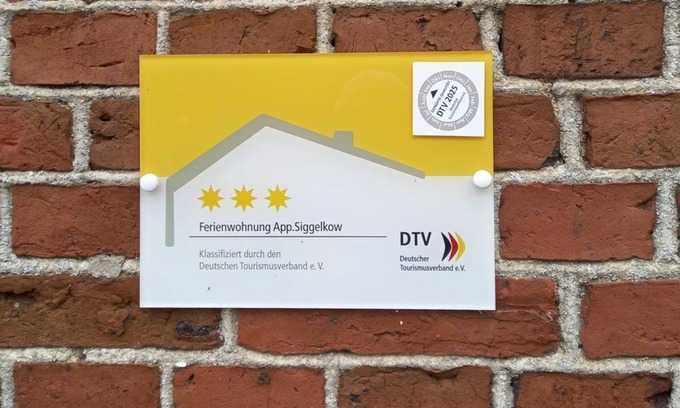 DTV 2025
Ferienwohnung App.Siggelkow
Klassifiziert durch den
Deutschen Tourismusverband e. V.
DTV
Deutscher
Tourismusverband e.V.